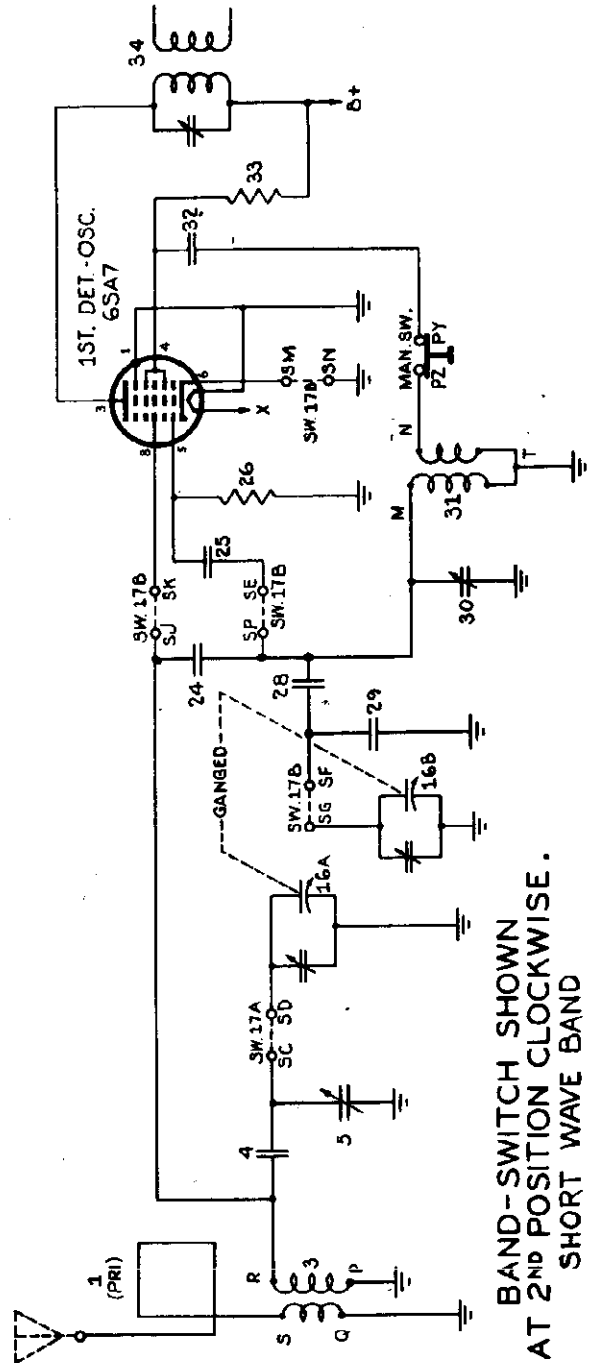 1
(PRI)
34
1ST. DET.-OSC.
6SA7
3
1
4
8
5
6
X
33
32
B+
SW.17B
SJ SK
25
26
SP SE
SW.17B
24
SM
SW.17B
SN
R
S
3
P
Q
4
5
SW.17A
SC SD
GANGED
16A
28
SW.17B
SG SF
29
16B
30
M
N
31
T
MAN. SW.
PZ PY
BAND-SWITCH SHOWN
AT 2ND POSITION CLOCKWISE.
SHORT WAVE BAND